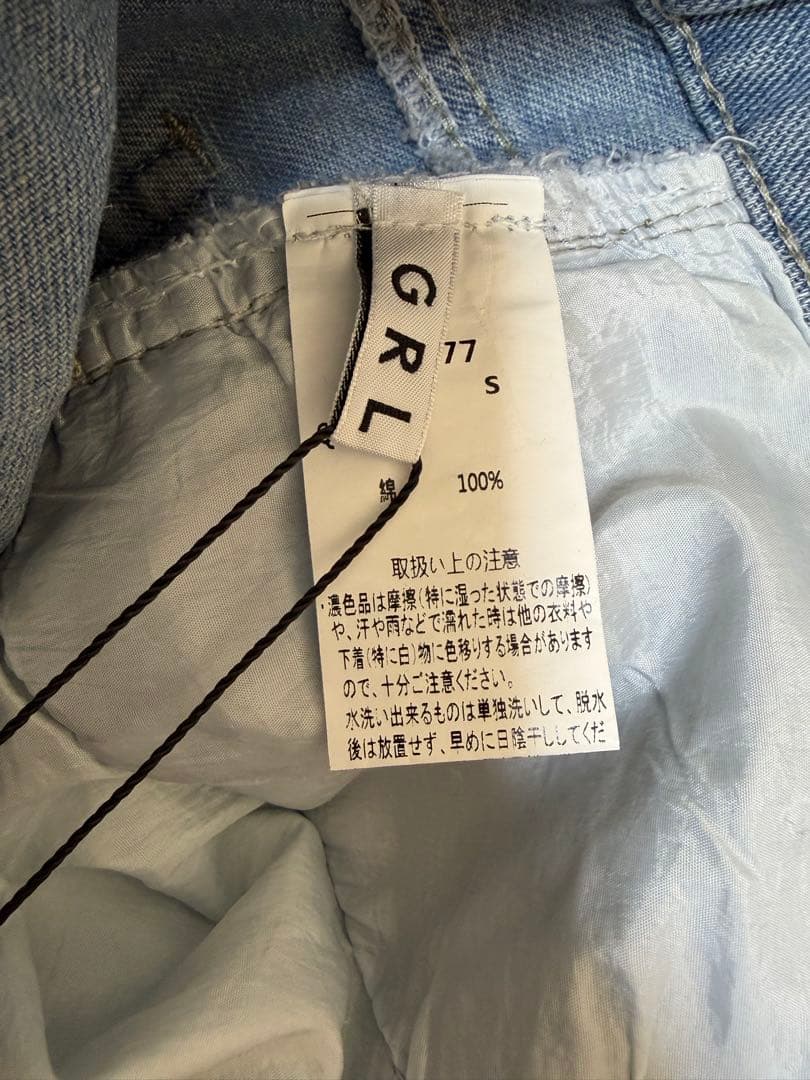 GRL
77
S
綿 100%
取扱い上の注意
・濃色品は摩擦(特に湿った状態での摩擦)
や、汗や雨などで濡れた時は他の衣料や
下着(特に白)物に色移りする場合があります
ので、十分ご注意ください。
水洗い出来るものは単独洗いして、脱水
後は放置せず、早めに日陰干ししてくだ